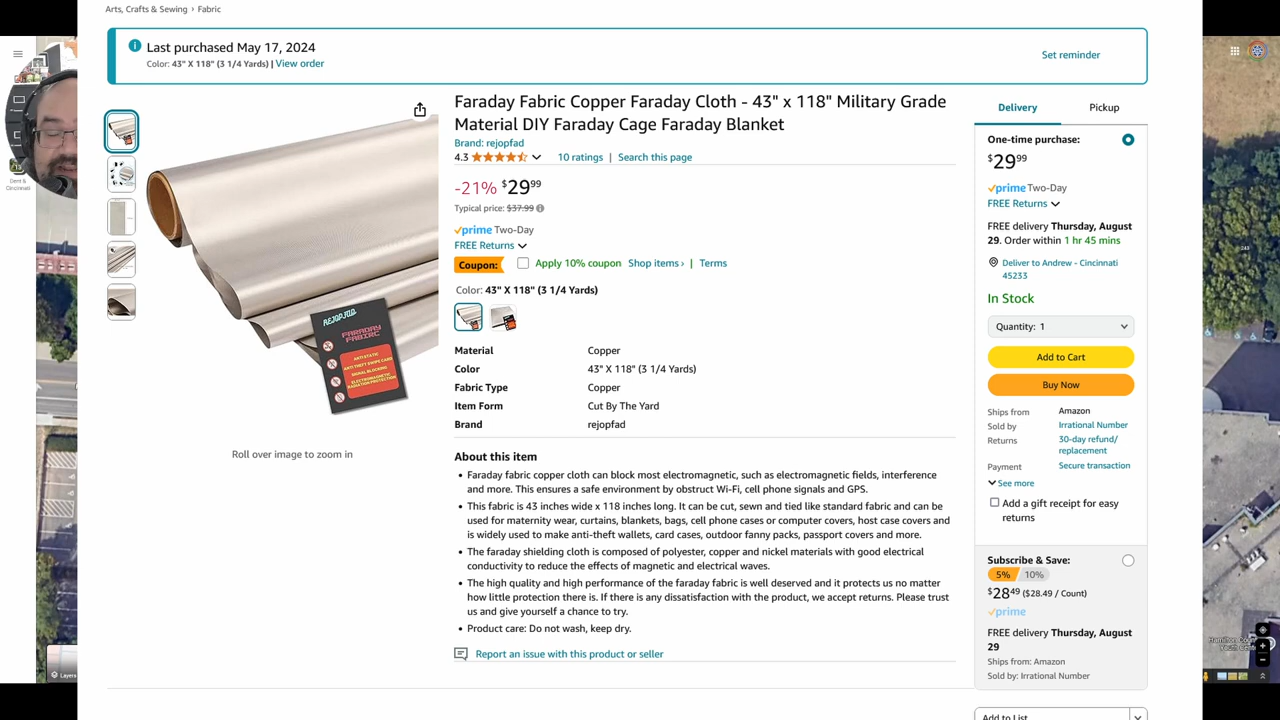 Arts, Crafts & Sewing › Fabric
Last purchased May 17, 2024
Color: 43" X 118" (3 1/4 Yards) | View order
Set reminder
Faraday Fabric Copper Faraday Cloth - 43" x 118" Military Grade
Material DIY Faraday Cage Faraday Blanket
Brand: rejopfad
4.3
10 ratings | Search this page
-21% $29.99
Typical price: $37.99
prime Two-Day
FREE Returns
Coupon: Apply 10% coupon Shop items › | Terms
Color: 43" X 118" (3 1/4 Yards)
Material Copper
Color 43" X 118" (3 1/4 Yards)
Fabric Type Copper
Item Form Cut By The Yard
Brand rejopfad
About this item
• Faraday fabric copper cloth can block most electromagnetic, such as electromagnetic fields, interference
and more. This ensures a safe environment by obstruct Wi-Fi, cell phone signals and GPS.
• This fabric is 43 inches wide x 118 inches long. It can be cut, sewn and tied like standard fabric and can be
used for maternity wear, curtains, blankets, bags, cell phone cases or computer covers, host case covers and
is widely used to make anti-theft wallets, card cases, outdoor fanny packs, passport covers and more.
• The faraday shielding cloth is composed of polyester, copper and nickel materials with good electrical
conductivity to reduce the effects of magnetic and electrical waves.
• The high quality and high performance of the faraday fabric is well deserved and it protects us no matter
how little protection there is. If there is any dissatisfaction with the product, we accept returns. Please trust
us and give yourself a chance to try.
• Product care: Do not wash, keep dry.
Report an issue with this product or seller
REJOPFAD
FARADAY
FABIRC
ANTI-STATIC
ANTI-THEFT SWIPE CARD
SIGNAL BLOCKING
ELECTROMAGNETIC
RADIATION PROTECTION
Roll over image to zoom in
Delivery Pickup
One-time purchase:
$29.99
prime Two-Day
FREE Returns
FREE delivery Thursday, August
29. Order within 1 hr 45 mins
Deliver to Andrew - Cincinnati
45233
In Stock
Quantity: 1
Add to Cart
Buy Now
Ships from Amazon
Sold by Irrational Number
Returns 30-day refund/
replacement
Payment Secure transaction
See more
Add a gift receipt for easy
returns
Subscribe & Save:
5% 10%
$28.49 ($28.49 / Count)
prime
FREE delivery Thursday, August
29
Ships from: Amazon
Sold by: Irrational Number
Add to List
Dent &
Cincinnati
Layers